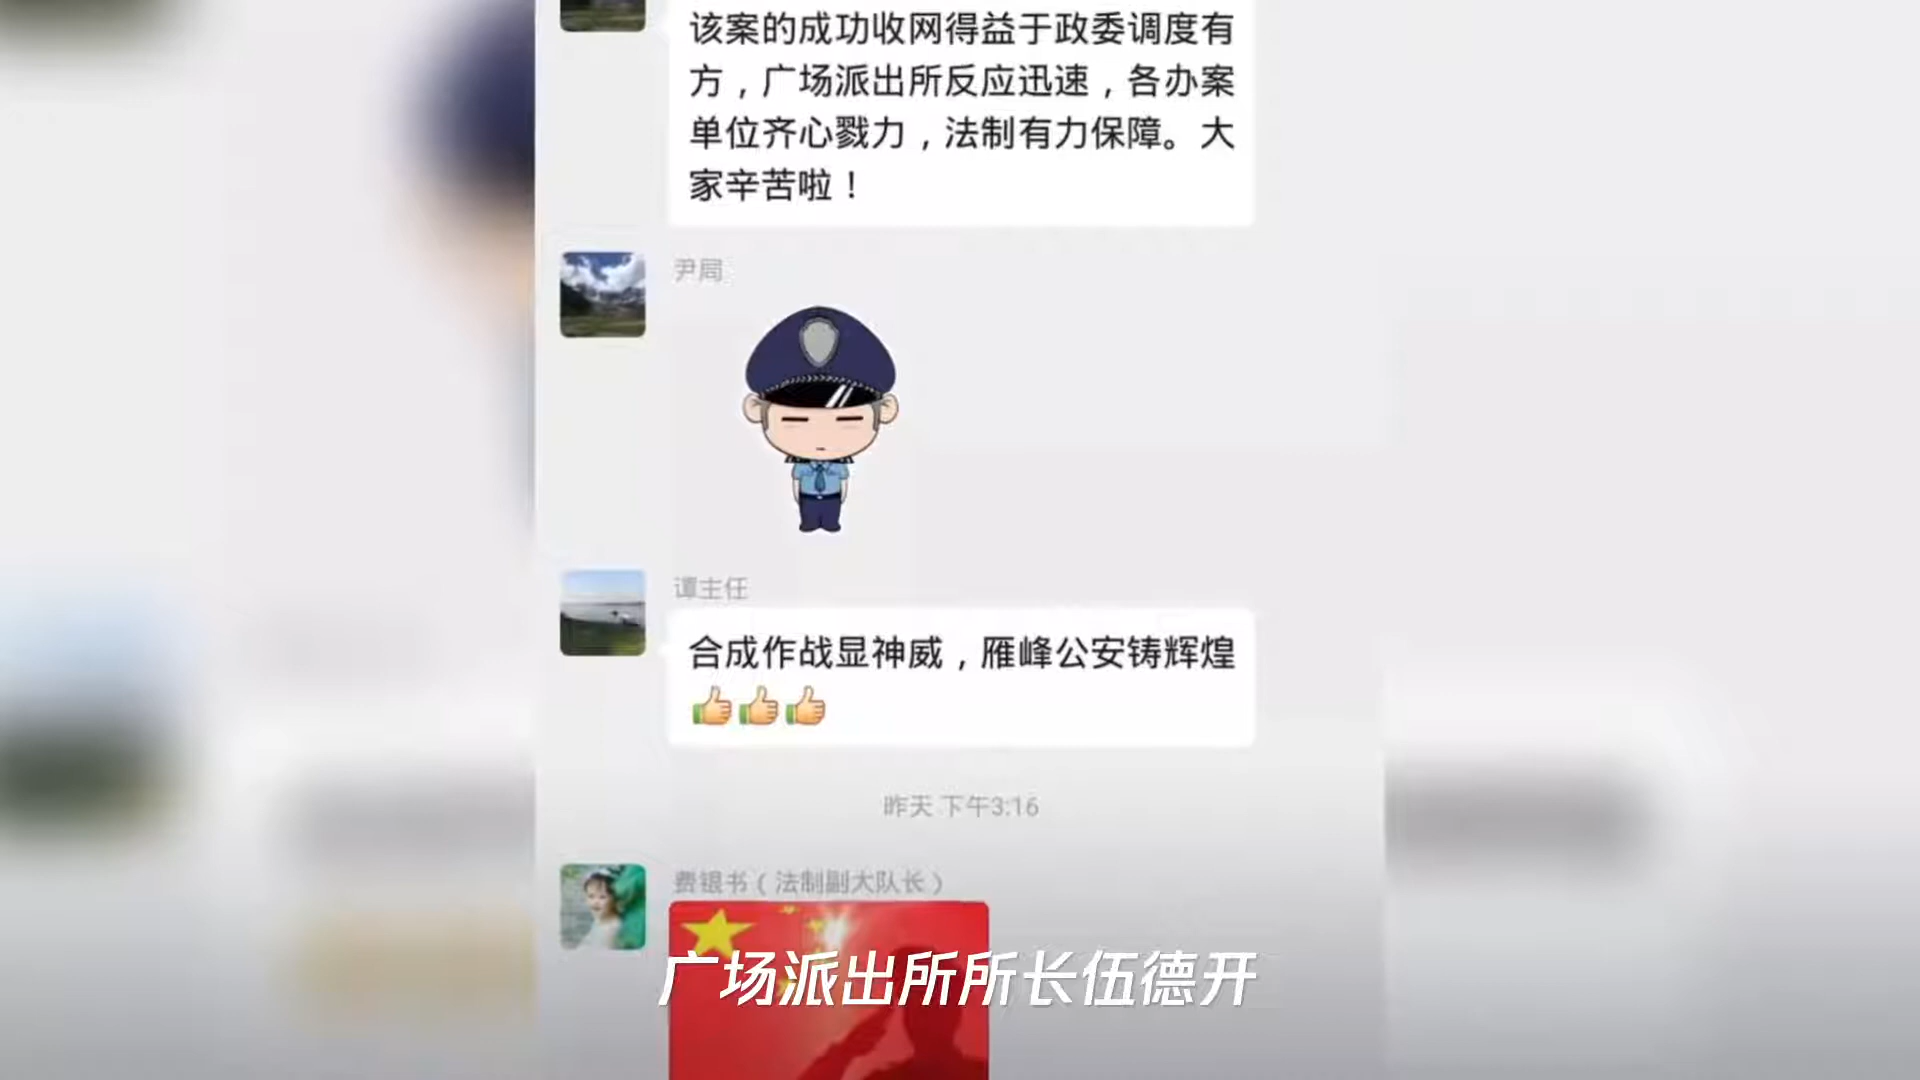 该案的成功收网得益于政委调度有
方，广场派出所反应迅速，各办案
单位齐心戮力，法制有力保障。大
家辛苦啦！
尹局
谭主任
合成作战显神威，雁峰公安铸辉煌
昨天 下午3:16
费银书（法制副大队长）
广场派出所所长伍德开